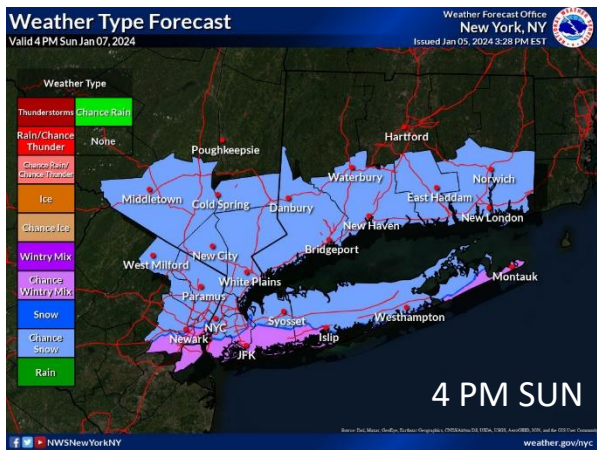 Weather Type Forecast
Valid 4 PM Sun Jan 07, 2024
Weather Forecast Office
New York, NY
Issued Jan 05, 2024 3:28 PM EST
Weather Type
Thunderstorms
Chance Rain
Rain/Chance
Thunder
None
Chance Rain/
Chance Thunder
Ice
Chance Ice
Wintry Mix
Chance
Wintry Mix
Snow
Chance
Snow
Rain
Hartford
Poughkeepsie
Waterbury
Norwich
Middletown
Cold Spring
Danbury
East Haddam
New Haven
New London
Bridgeport
West Milford
New City
White Plains
Montauk
Paramus
NYC
Syosset
Westhampton
Newark
JFK
Islip
4 PM SUN
NWSNewYorkNY
weather.gov/nyc